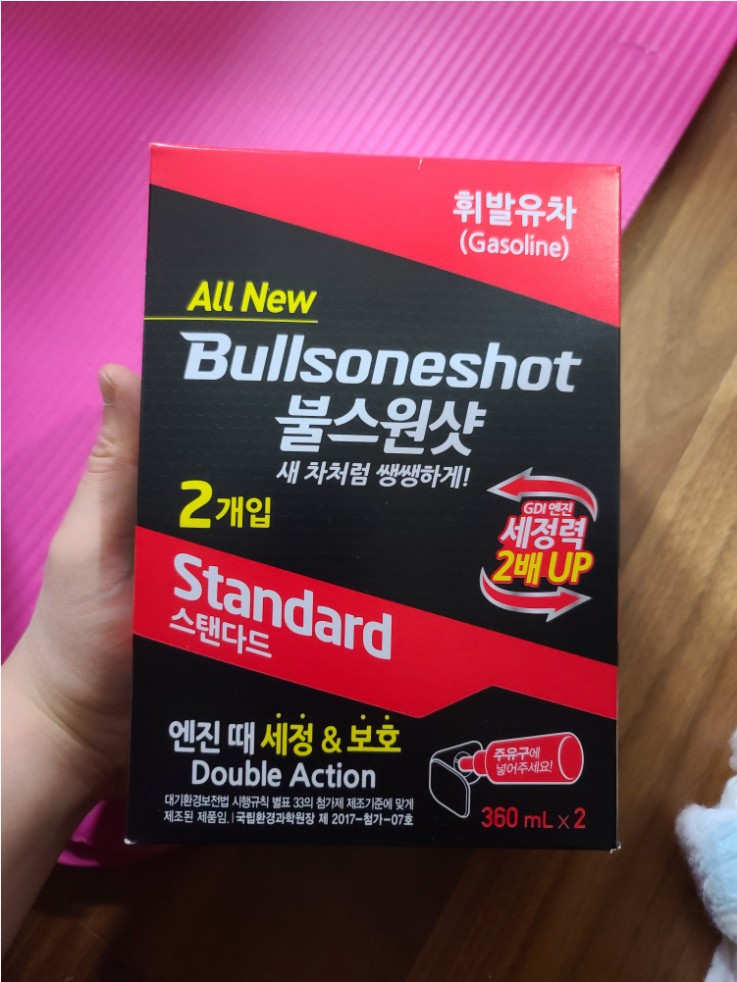 휘발유차
(Gasoline)
All New
Bullsoneshot
불스원샷
새 차처럼 쌩쌩하게!
2개입
GDI 엔진
세정력
2배 UP
Standard
스탠다드
엔진 때 세정 & 보호
Double Action
주유구에
넣어주세요!
대기환경보전법 시행규칙 별표 33의 첨가제 제조기준에 맞게
제조된 제품임. | 국립환경과학원장 제 2017-첨가-07호
360 mL x 2